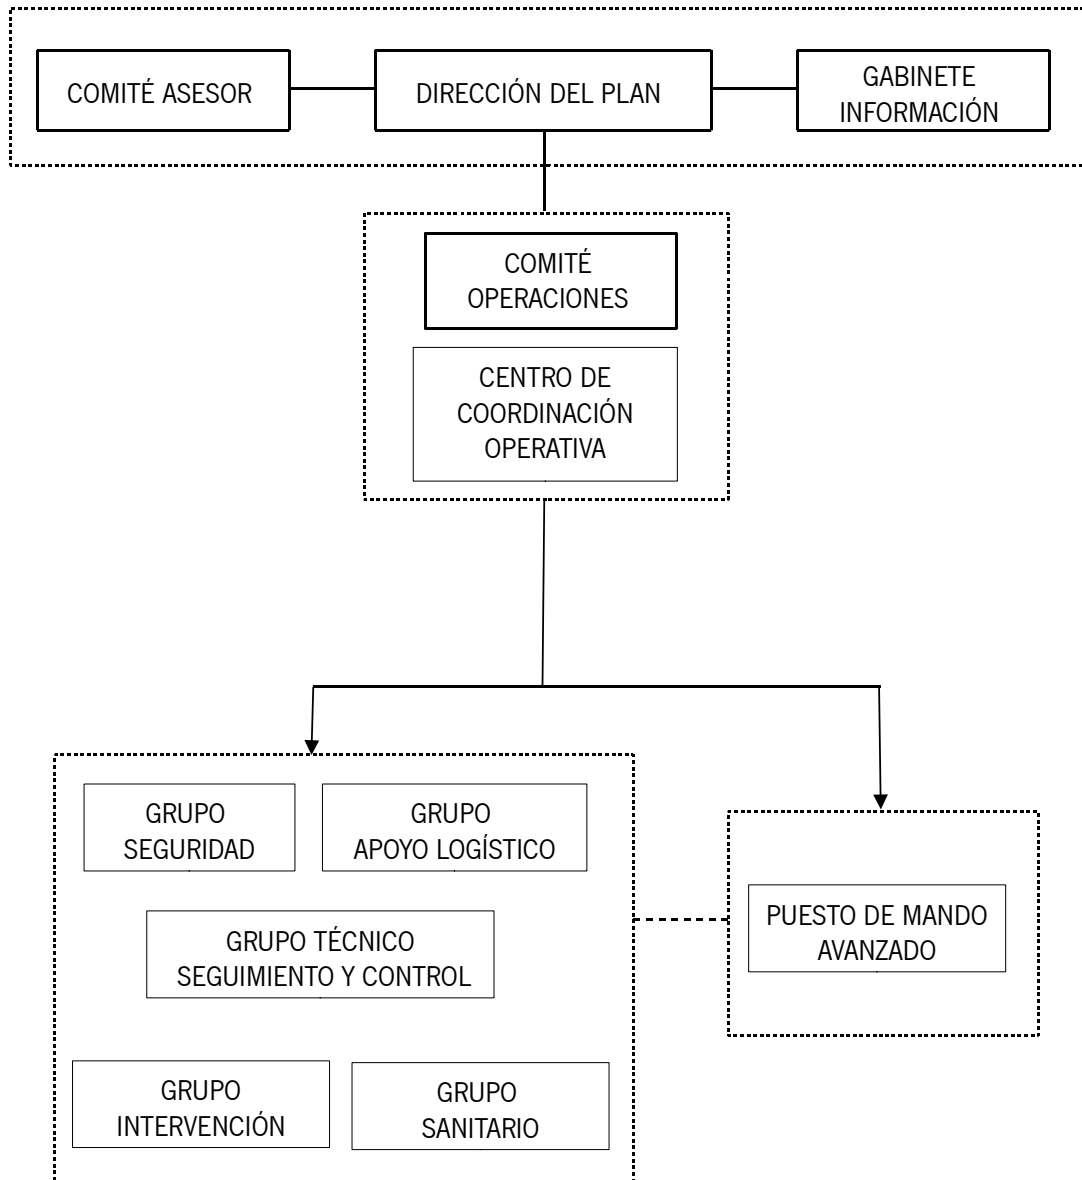 COMITÉ ASESOR
DIRECCIÓN DEL PLAN
GABINETE
INFORMACIÓN
COMITÉ
OPERACIONES
CENTRO DE
COORDINACIÓN
OPERATIVA
GRUPO
SEGURIDAD
GRUPO
APOYO LOGÍSTICO
GRUPO TÉCNICO
SEGUIMIENTO Y CONTROL
PUESTO DE MANDO
AVANZADO
GRUPO
INTERVENCIÓN
GRUPO
SANITARIO